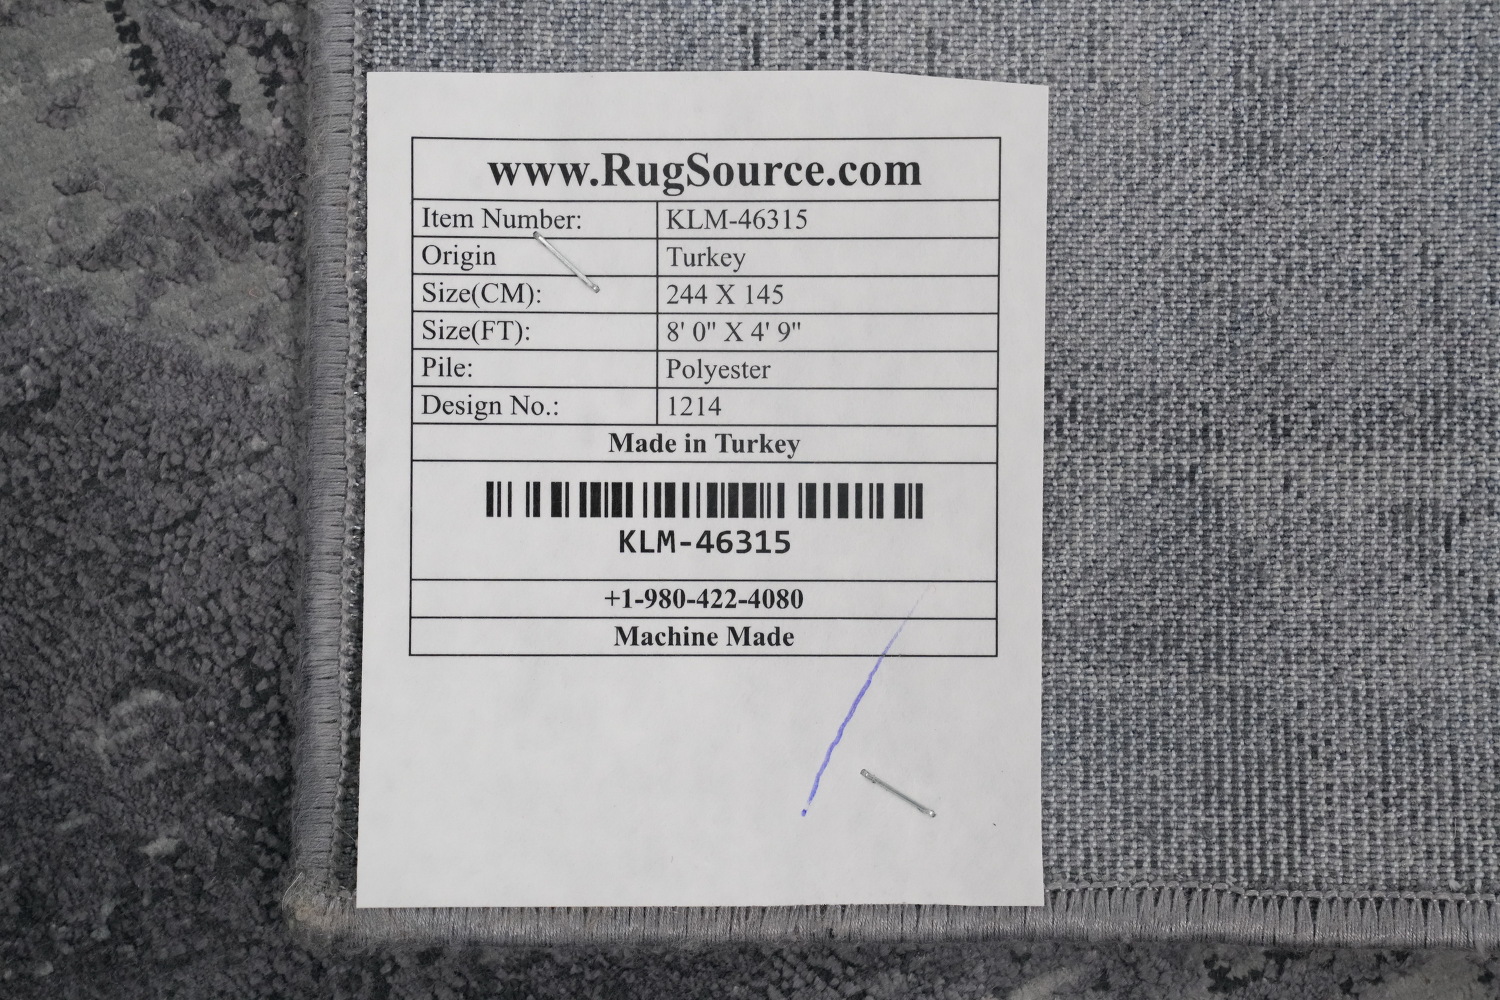 www.RugSource.com
Item Number: KLM-46315
Origin Turkey
Size(CM): 244 X 145
Size(FT): 8' 0" X 4' 9"
Pile: Polyester
Design No.: 1214
Made in Turkey
KLM-46315
+1-980-422-4080
Machine Made